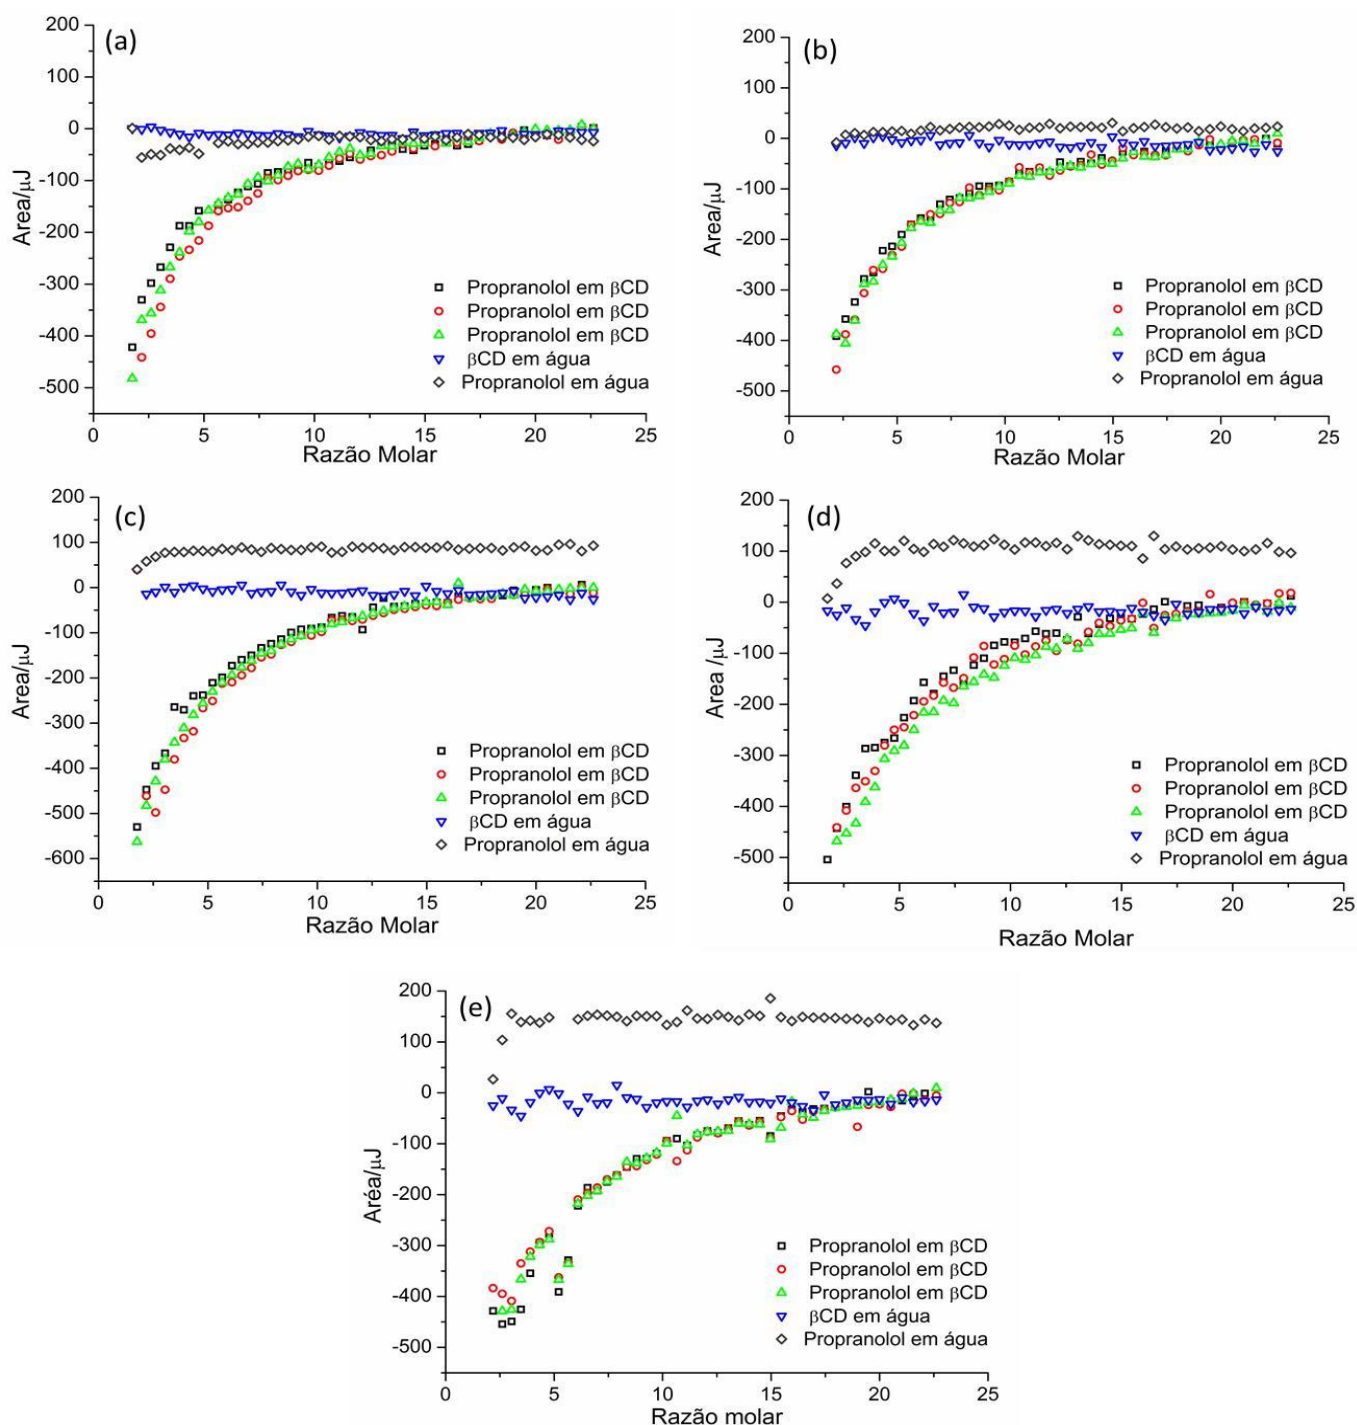 (a)
200
100
0
-100
-200
-300
-400
-500
Area/μJ
Propranolol em βCD
Propranolol em βCD
Propranolol em βCD
βCD em água
Propranolol em água
0 5 10 15 20 25
Razão Molar
(b)
200
100
0
-100
-200
-300
-400
-500
Area/μJ
Propranolol em βCD
Propranolol em βCD
Propranolol em βCD
βCD em água
Propranolol em água
0 5 10 15 20 25
Razão Molar
(c)
200
100
0
-100
-200
-300
-400
-500
-600
Area/μJ
Propranolol em βCD
Propranolol em βCD
Propranolol em βCD
βCD em água
Propranolol em água
0 5 10 15 20 25
Razão Molar
(d)
200
100
0
-100
-200
-300
-400
-500
Area /μJ
Propranolol em βCD
Propranolol em βCD
Propranolol em βCD
βCD em água
Propranolol em água
0 5 10 15 20 25
Razão Molar
(e)
200
100
0
-100
-200
-300
-400
-500
Aréa/μJ
Propranolol em βCD
Propranolol em βCD
Propranolol em βCD
βCD em água
Propranolol em água
0 5 10 15 20 25
Razão molar